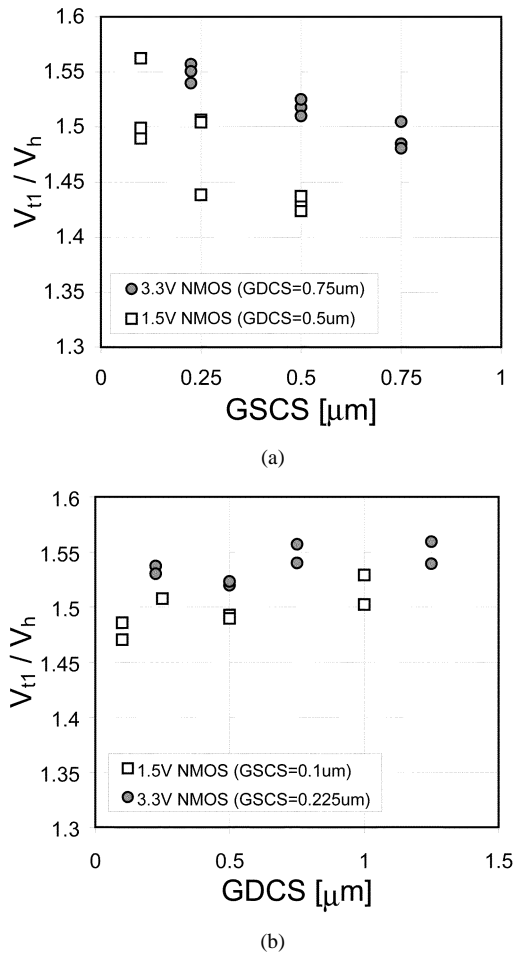 1.6
1.55
1.5
1.45
1.4
1.35
1.3
Vt1 / Vh
3.3V NMOS (GDCS=0.75um)
1.5V NMOS (GDCS=0.5um)
0 0.25 0.5 0.75 1
GSCS [μm]
(a)
1.6
1.55
1.5
1.45
1.4
1.35
1.3
Vt1 / Vh
1.5V NMOS (GSCS=0.1um)
3.3V NMOS (GSCS=0.225um)
0 0.5 1 1.5
GDCS [μm]
(b)